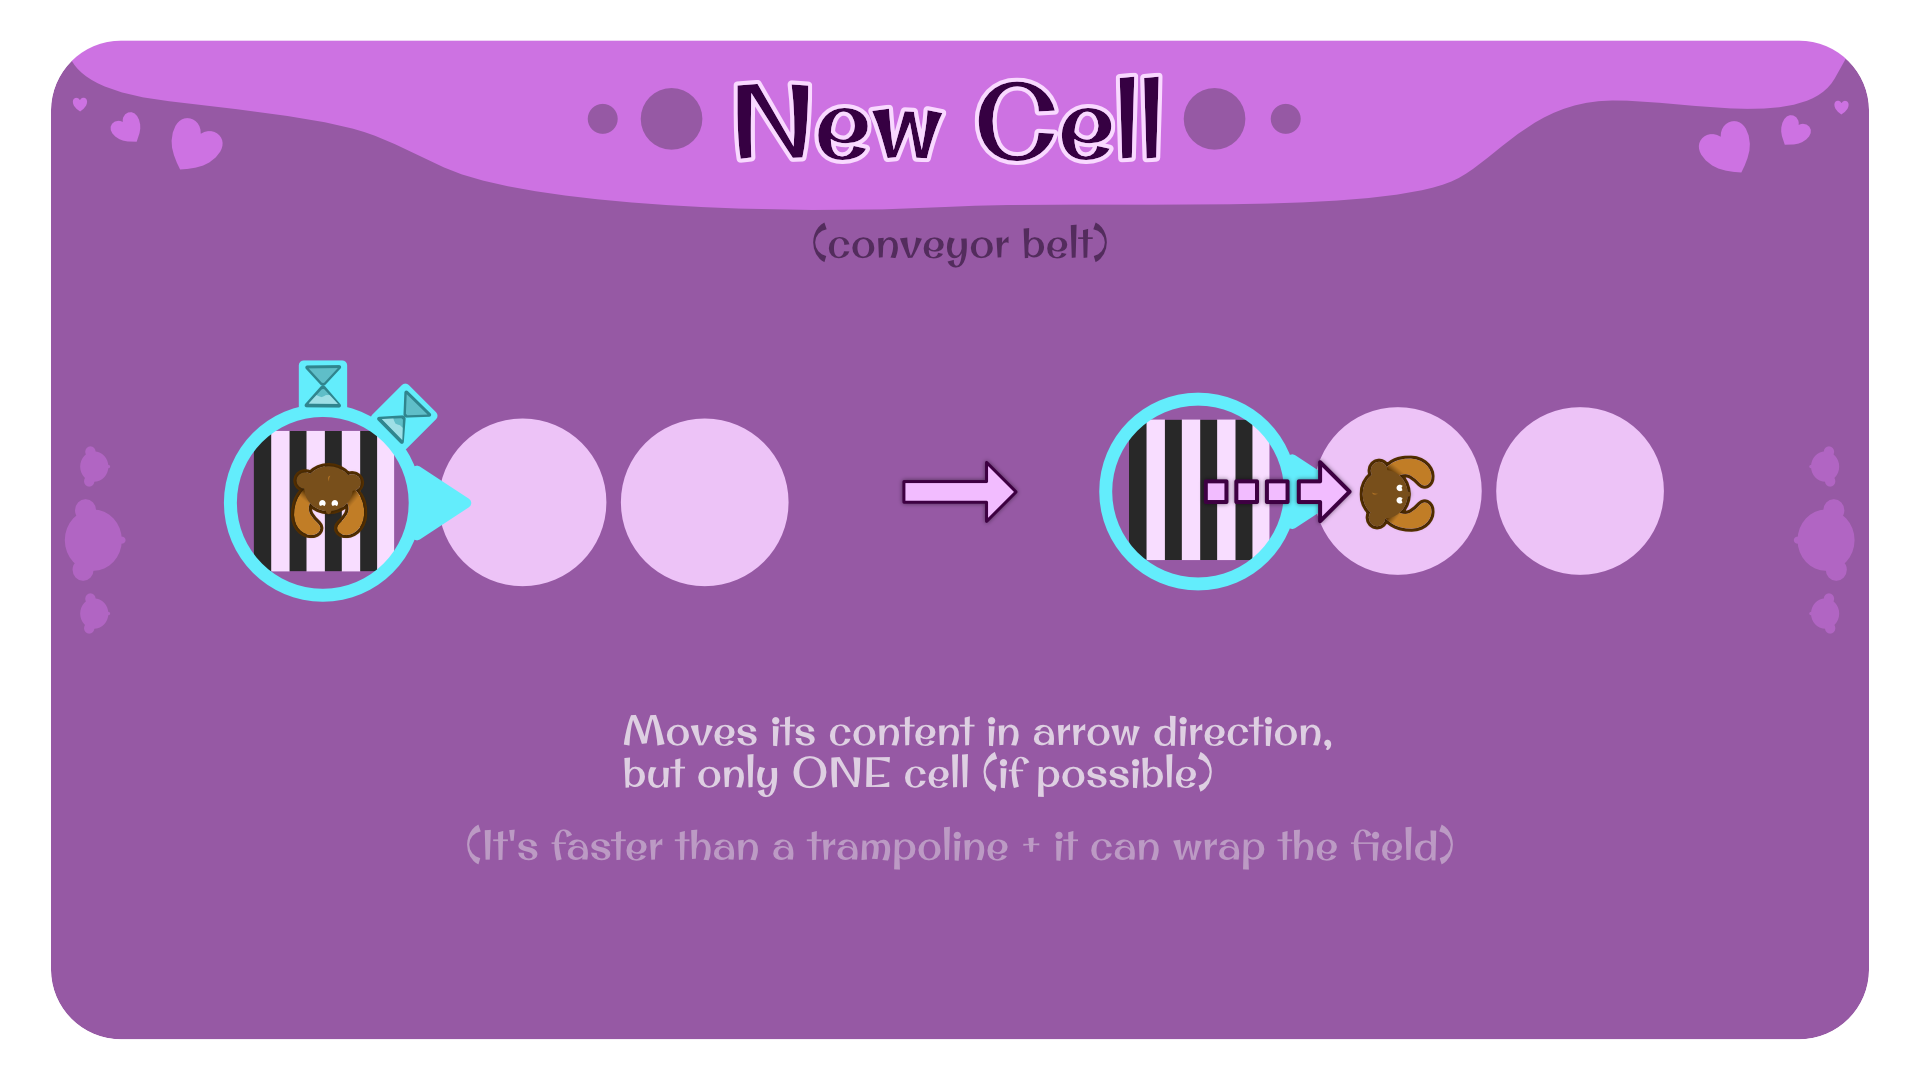 New Cell
(conveyor belt)
Moves its content in arrow direction,
but only ONE cell (if possible)
(It's faster than a trampoline + it can wrap the field)